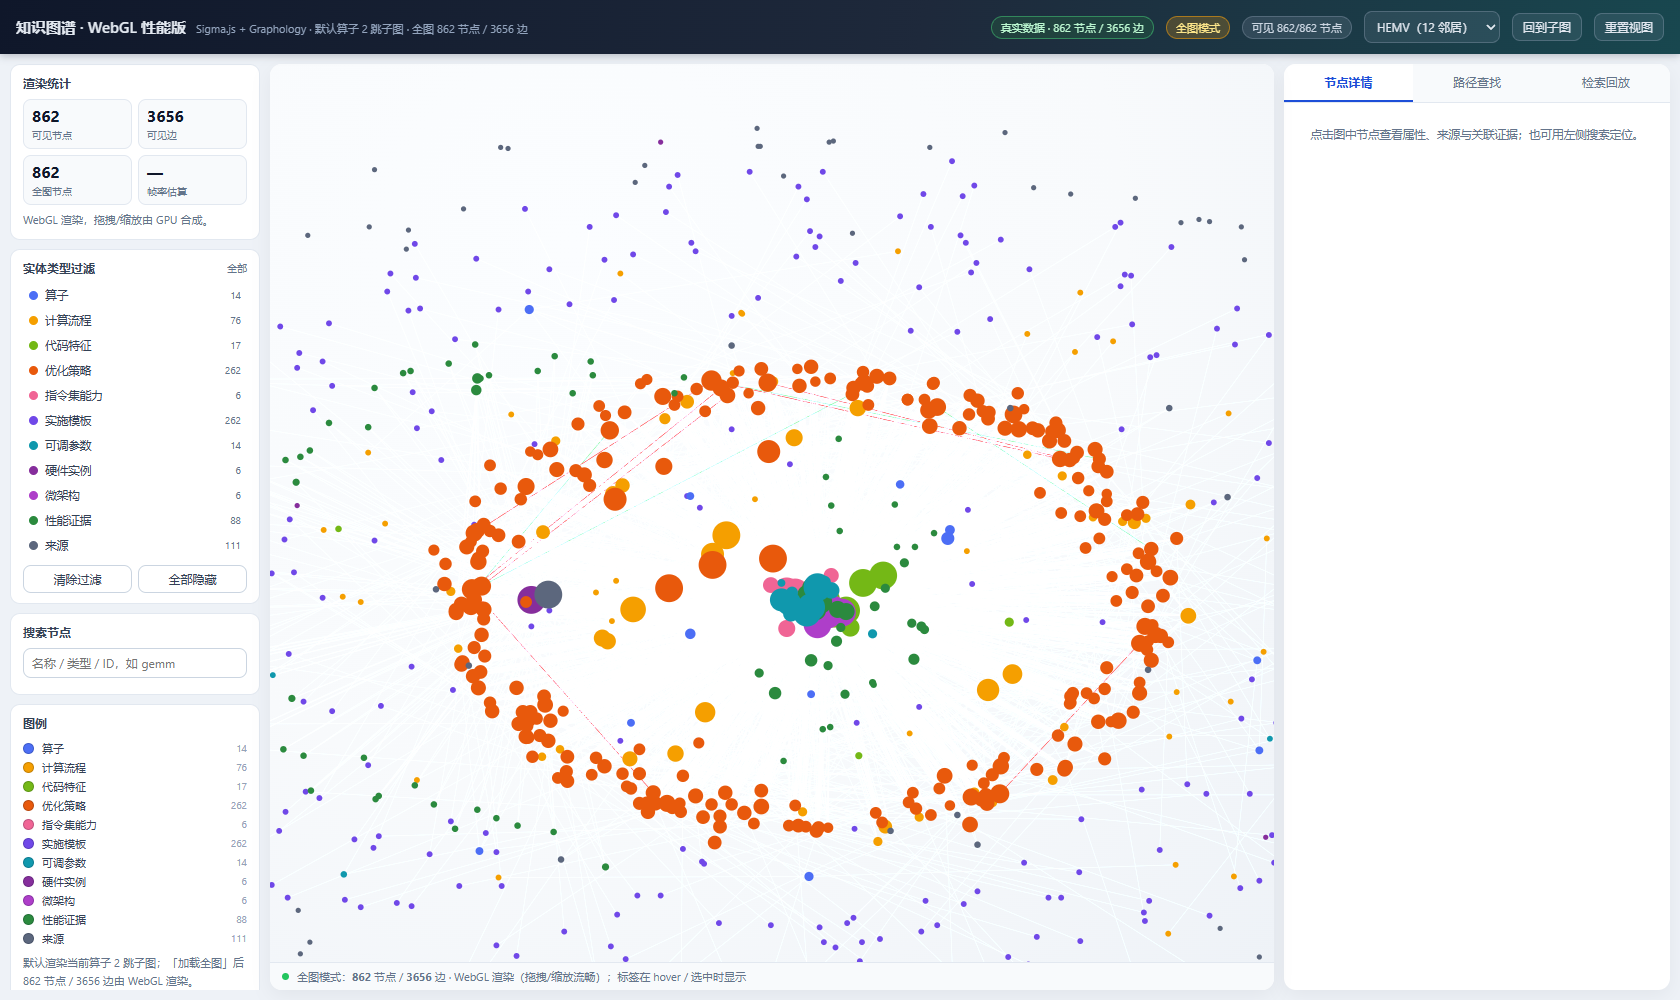 知识图谱 · WebGL 性能版
Sigma.js + Graphology · 默认算子 2 跳子图 · 全图 862 节点 / 3656 边
真实数据 · 862 节点 / 3656 边
全图模式
可见 862/862 节点
HEMV（12 邻居）
回到子图
重置视图
渲染统计
862
可见节点
3656
可见边
862
全图节点
—
帧率估算
WebGL 渲染，拖拽/缩放由 GPU 合成。
实体类型过滤 全部
算子 14
计算流程 76
代码特征 17
优化策略 262
指令集能力 6
实施模板 262
可调参数 14
硬件实例 6
微架构 6
性能证据 88
来源 111
清除过滤
全部隐藏
搜索节点
名称 / 类型 / ID，如 gemm
图例
算子 14
计算流程 76
代码特征 17
优化策略 262
指令集能力 6
实施模板 262
可调参数 14
硬件实例 6
微架构 6
性能证据 88
来源 111
默认渲染当前算子 2 跳子图；「加载全图」后
862 节点 / 3656 边由 WebGL 渲染。
全图模式：862 节点 / 3656 边 · WebGL 渲染（拖拽/缩放流畅）；标签在 hover / 选中时显示
节点详情
路径查找
检索回放
点击图中节点查看属性、来源与关联证据；也可用左侧搜索定位。